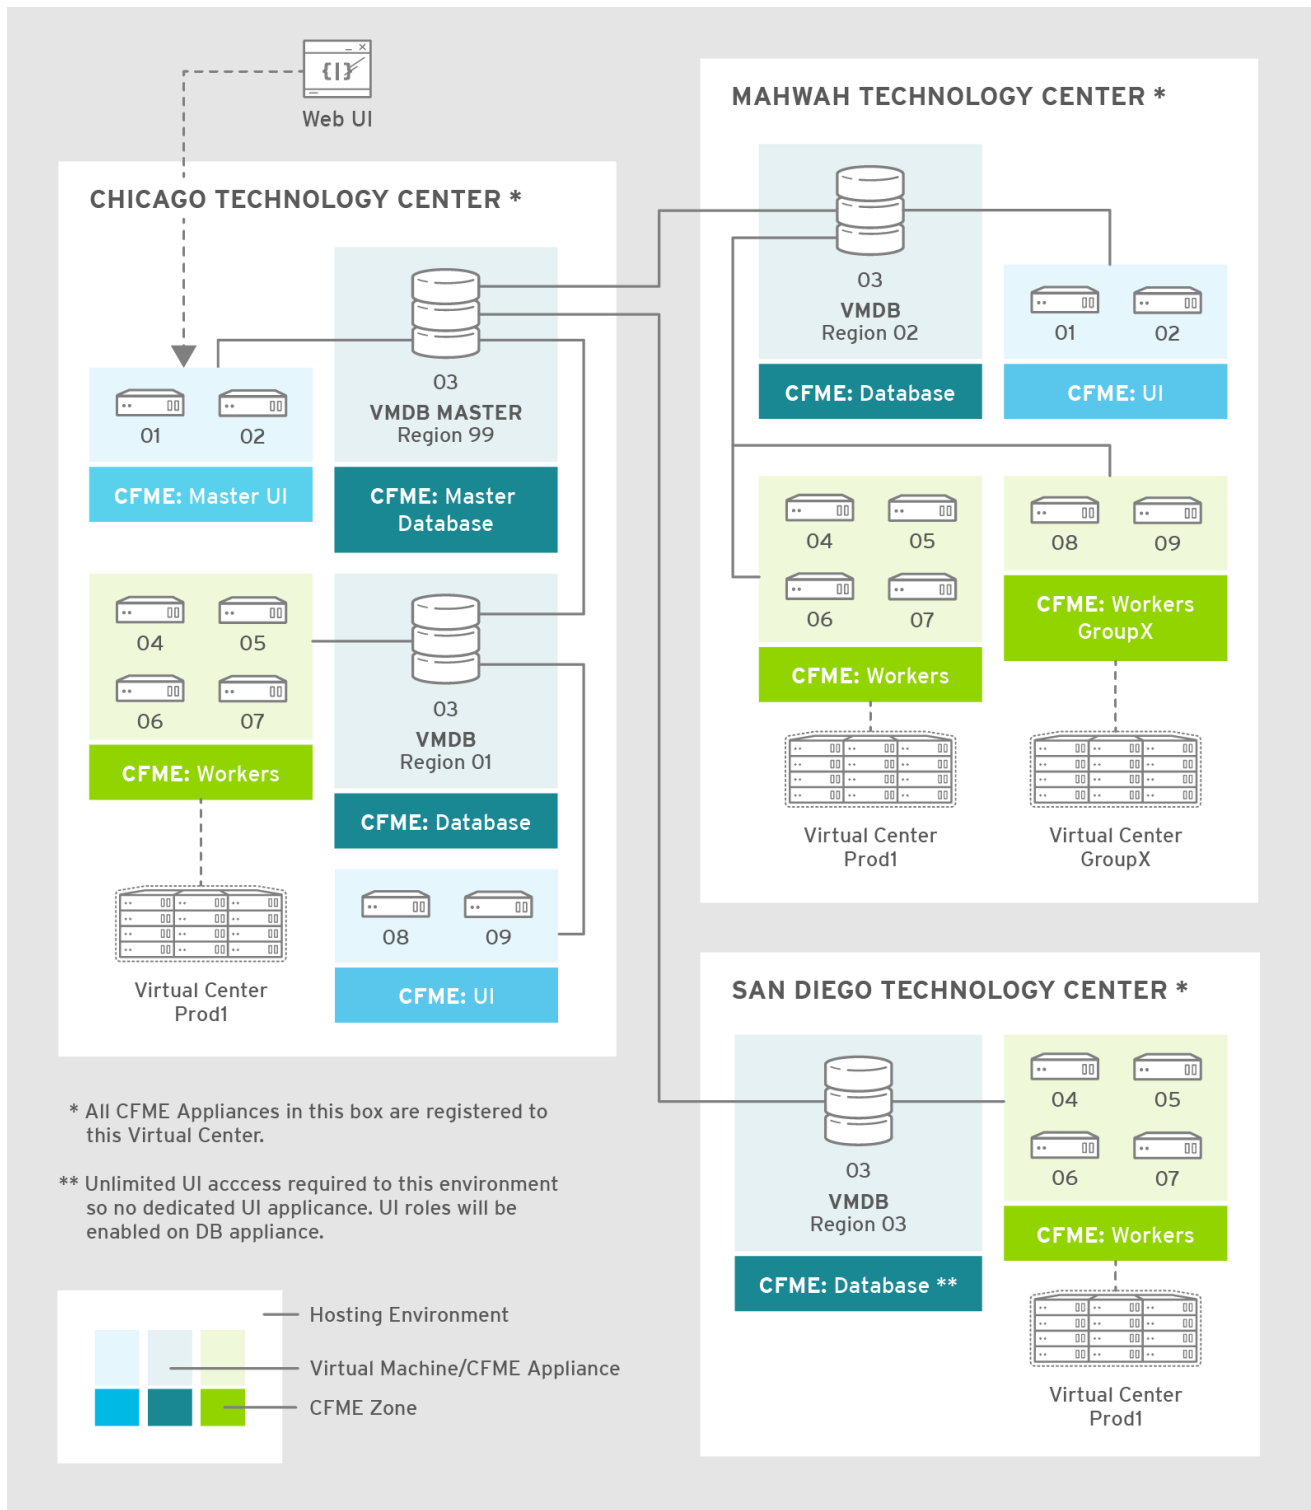 Web UI
CHICAGO TECHNOLOGY CENTER *
03
VMDB MASTER
Region 99
01
02
CFME: Master UI
CFME: Master
Database
04
05
06
07
CFME: Workers
03
VMDB
Region 01
CFME: Database
08
09
CFME: UI
Virtual Center
Prod1
MAHWAH TECHNOLOGY CENTER *
03
VMDB
Region 02
CFME: Database
01
02
CFME: UI
04
05
06
07
CFME: Workers
08
09
CFME: Workers
GroupX
Virtual Center
Prod1
Virtual Center
GroupX
SAN DIEGO TECHNOLOGY CENTER *
03
VMDB
Region 03
CFME: Database **
04
05
06
07
CFME: Workers
Virtual Center
Prod1
* All CFME Appliances in this box are registered to
this Virtual Center.
** Unlimited UI acccess required to this environment
so no dedicated UI applicance. UI roles will be
enabled on DB appliance.
Hosting Environment
Virtual Machine/CFME Appliance
CFME Zone